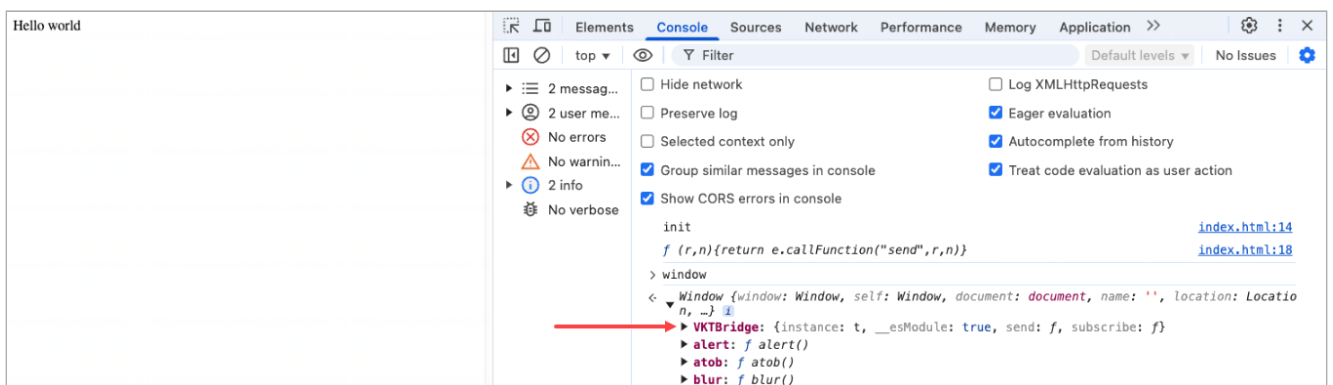 Hello world
Elements Console Sources Network Performance Memory Application
top Filter Default levels No Issues
2 messag...
2 user me...
No errors
No warnin...
2 info
No verbose
Hide network Log XMLHttpRequests
Preserve log Eager evaluation
Selected context only Autocomplete from history
Group similar messages in console Treat code evaluation as user action
Show CORS errors in console
init index.html:14
f (r,n){return e.callFunction("send",r,n)} index.html:18
> window
Window {window: Window, self: Window, document: document, name: '', location: Locatio
n, …} i
VKTBridge: {instance: t, __esModule: true, send: f, subscribe: f}
alert: f alert()
atob: f atob()
blur: f blur()